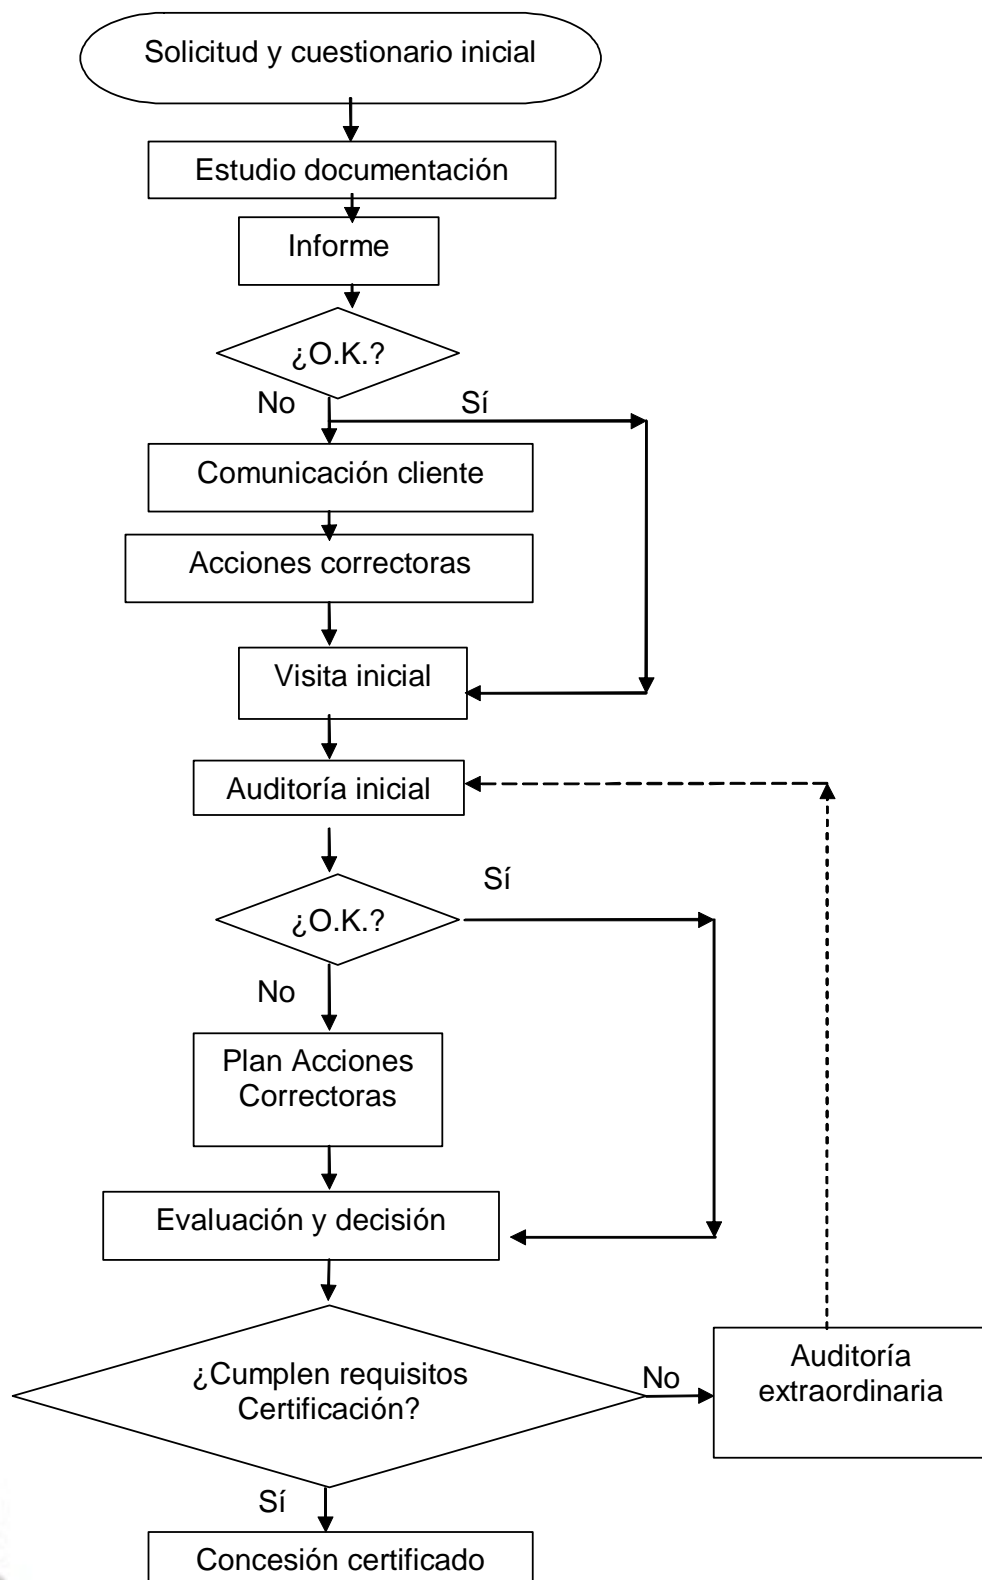 Solicitud y cuestionario inicial
Estudio documentación
Informe
¿O.K.?
No
Sí
Comunicación cliente
Acciones correctoras
Visita inicial
Auditoría inicial
Sí
¿O.K.?
No
Plan Acciones
Correctoras
Evaluación y decisión
¿Cumplen requisitos
Certificación?
No
Auditoría
extraordinaria
Sí
Concesión certificado